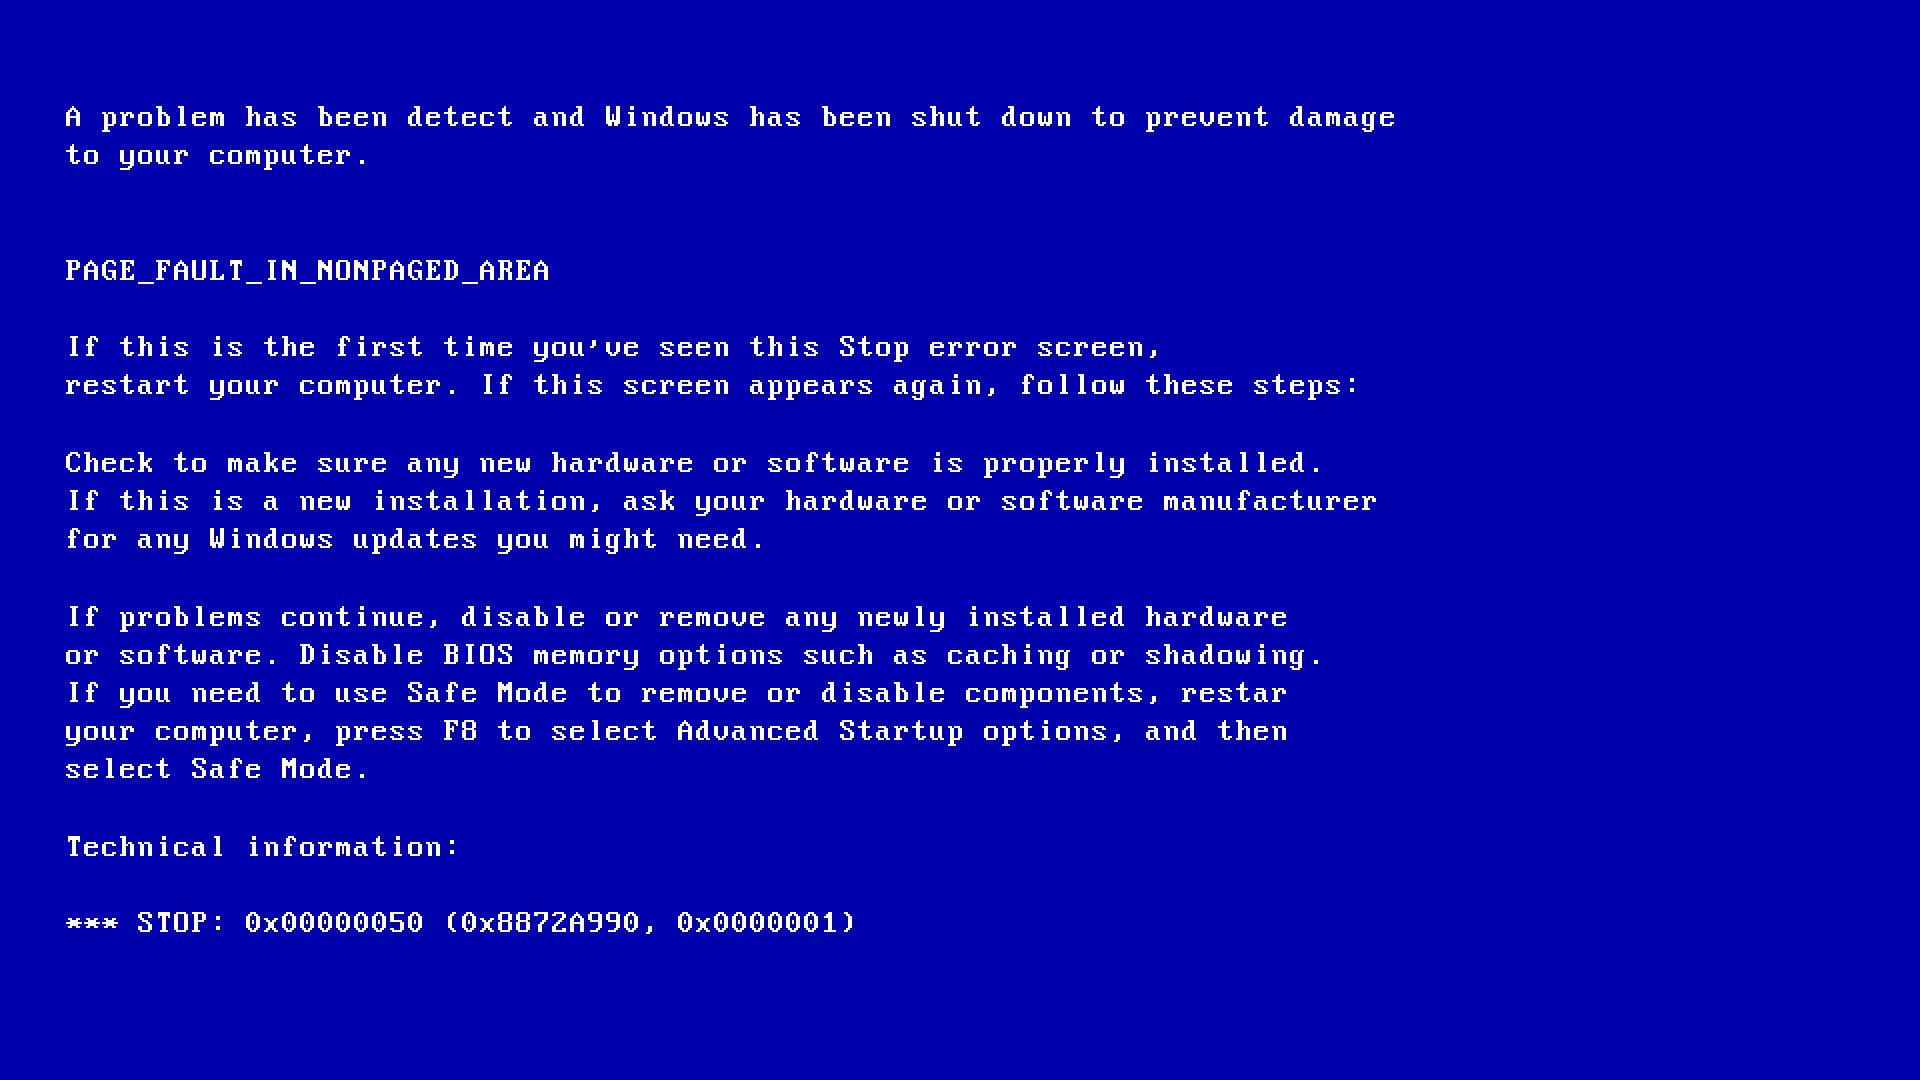 A problem has been detect and Windows has been shut down to prevent damage
to your computer.
PAGE_FAULT_IN_NONPAGED_AREA
If this is the first time you've seen this Stop error screen,
restart your computer. If this screen appears again, follow these steps:
Check to make sure any new hardware or software is properly installed.
If this is a new installation, ask your hardware or software manufacturer
for any Windows updates you might need.
If problems continue, disable or remove any newly installed hardware
or software. Disable BIOS memory options such as caching or shadowing.
If you need to use Safe Mode to remove or disable components, restar
your computer, press F8 to select Advanced Startup options, and then
select Safe Mode.
Technical information:
*** STOP: 0x00000050 (0x8872A990, 0x0000001)